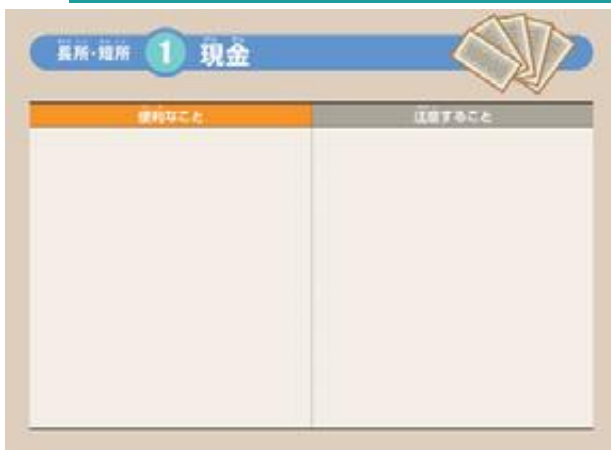 長所・短所 1 現金
便利なこと
注意すること